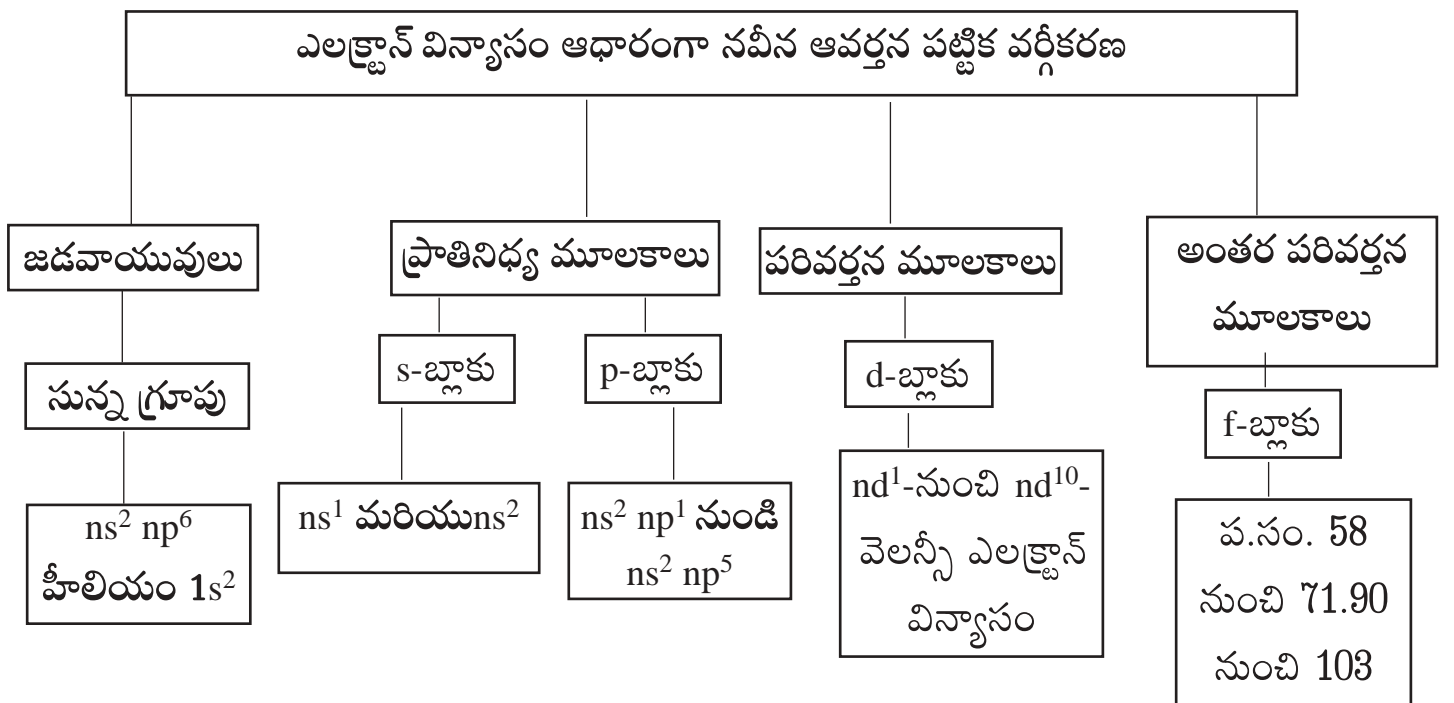 ఎలక్ట్రాన్ విన్యాసం ఆధారంగా నవీన ఆవర్తన పట్టిక వర్గీకరణ
జడవాయువులు
ప్రాతినిధ్య మూలకాలు
పరివర్తన మూలకాలు
అంతర పరివర్తన
మూలకాలు
సున్న గ్రూపు
s-బ్లాకు
p-బ్లాకు
d-బ్లాకు
f-బ్లాకు
ns² np⁶
హీలియం 1s²
ns¹ మరియుns²
ns² np¹ నుండి
ns² np⁵
nd¹-నుంచి nd¹⁰-
వెలన్సీ ఎలక్ట్రాన్
విన్యాసం
ప.సం. 58
నుంచి 71.90
నుంచి 103